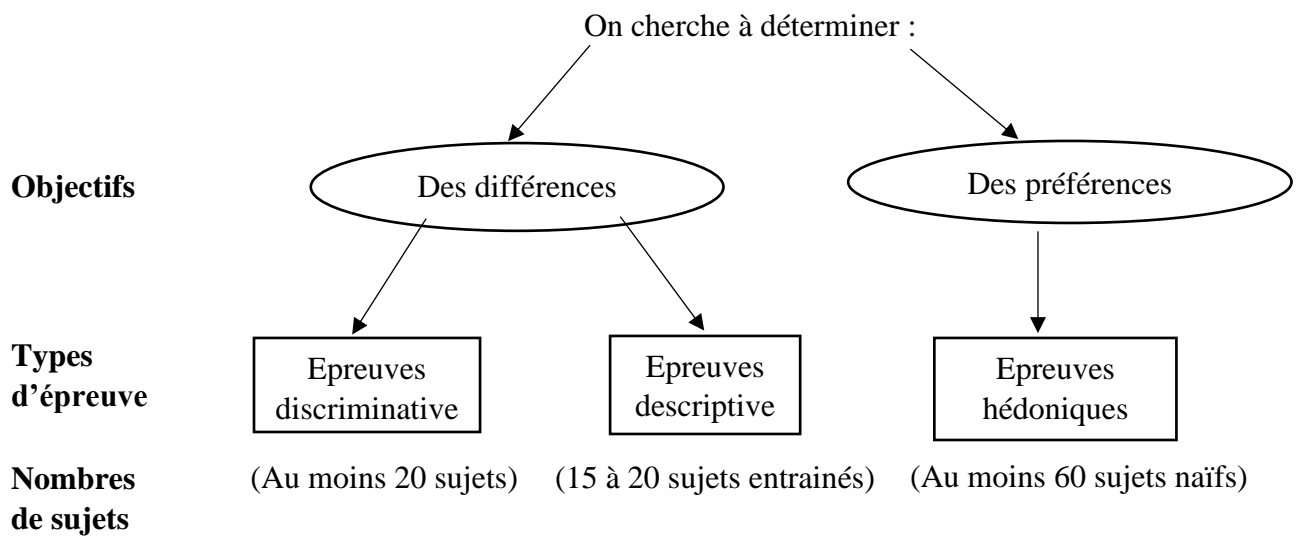 On cherche à déterminer :
Objectifs
Des différences
Des préférences
Types
d’épreuve
Epreuves
discriminative
Epreuves
descriptive
Epreuves
hédoniques
Nombres
de sujets
(Au moins 20 sujets)
(15 à 20 sujets entrainés)
(Au moins 60 sujets naïfs)